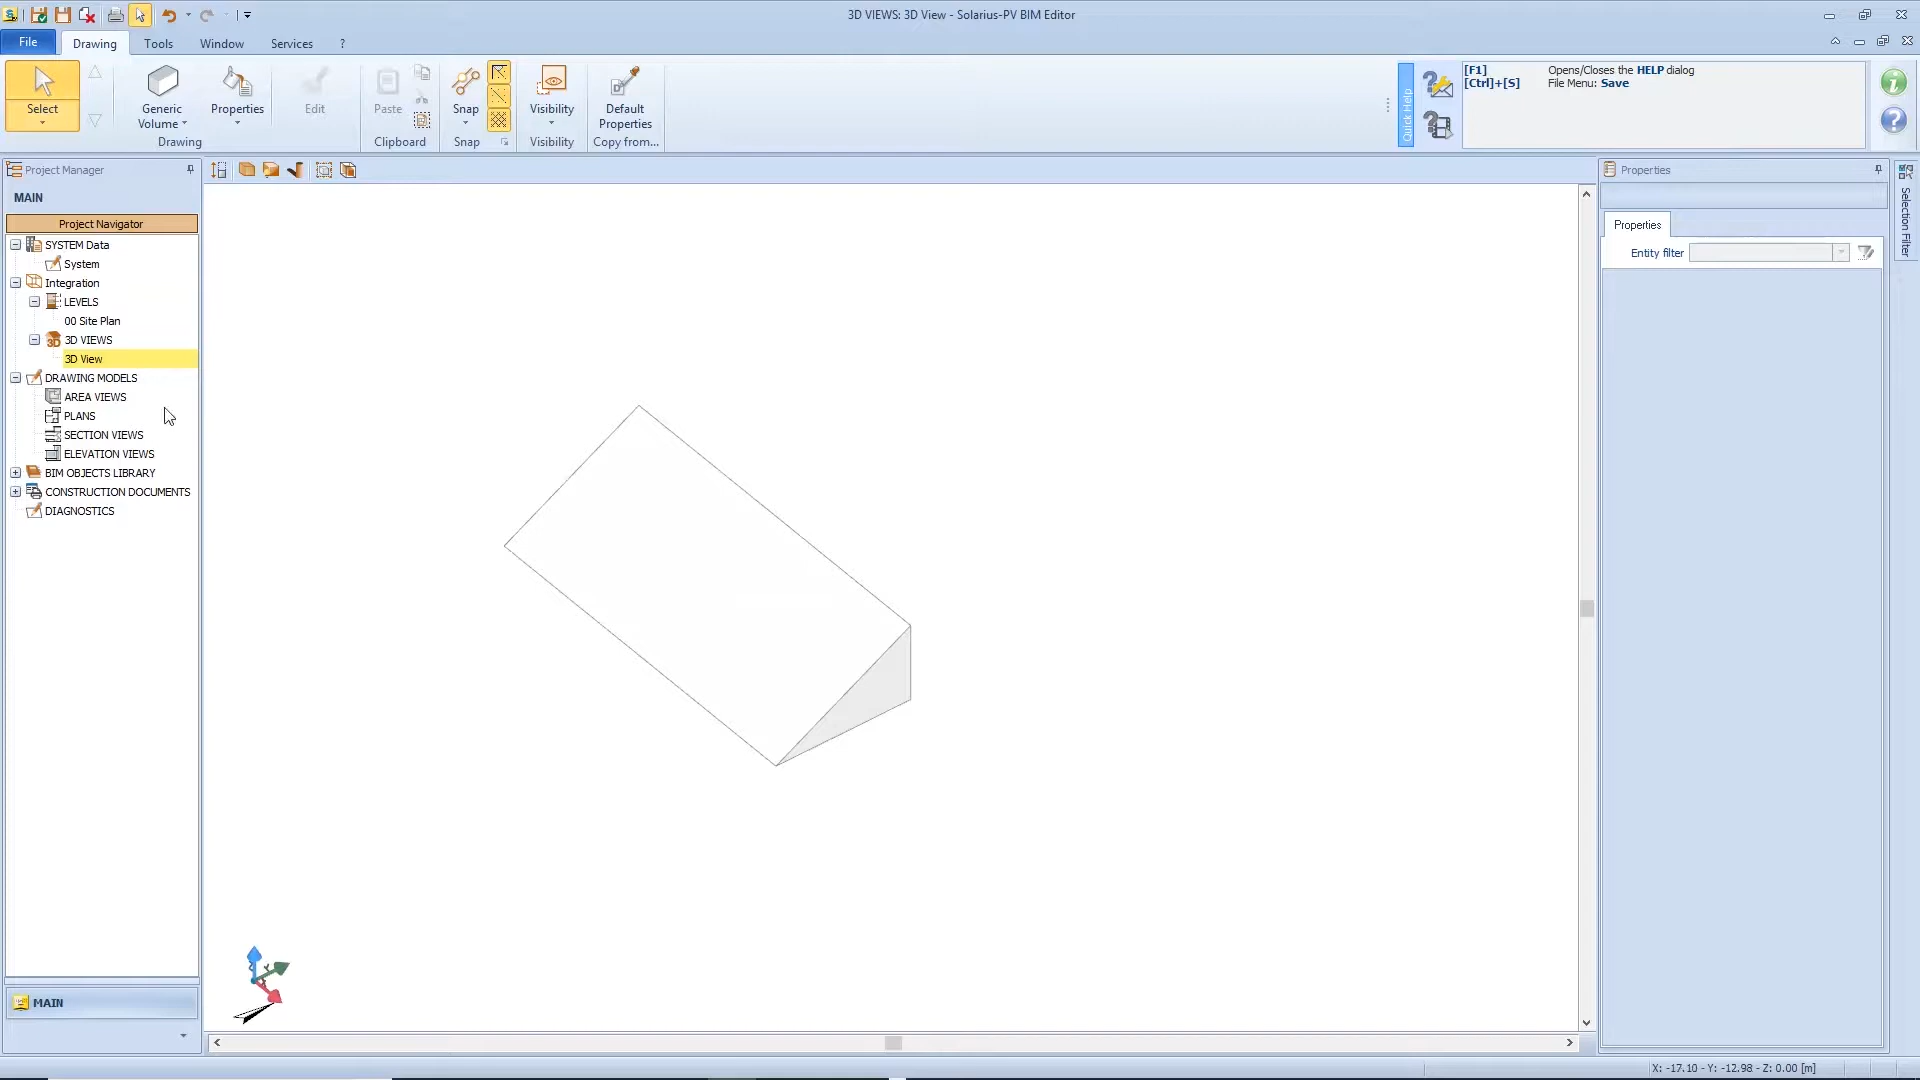 3D VIEWS: 3D View - Solarius-PV BIM Editor
File
Drawing
Tools
Window
Services
?
Select
Generic Volume
Properties
Edit
Drawing
Paste
Clipboard
Snap
Snap
Visibility
Visibility
Default Properties
Copy from...
Quick Help
[F1] Opens/Closes the HELP dialog
[Ctrl]+[S] File Menu: Save
Project Manager
MAIN
Project Navigator
SYSTEM Data
System
Integration
LEVELS
00 Site Plan
3D VIEWS
3D View
DRAWING MODELS
AREA VIEWS
PLANS
SECTION VIEWS
ELEVATION VIEWS
BIM OBJECTS LIBRARY
CONSTRUCTION DOCUMENTS
DIAGNOSTICS
MAIN
Properties
Properties
Entity filter
Selection Filter
X: -17.10 - Y: -12.98 - Z: 0.00 [m]